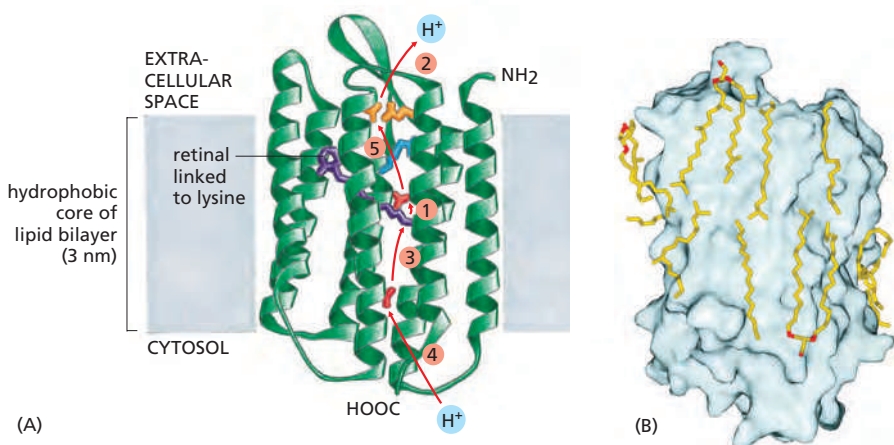 H+
EXTRA-
CELLULAR
SPACE
2
NH2
5
retinal
linked
to lysine
hydrophobic
core of
lipid bilayer
(3 nm)
1
3
CYTOSOL
4
HOOC
H+
(A)
(B)